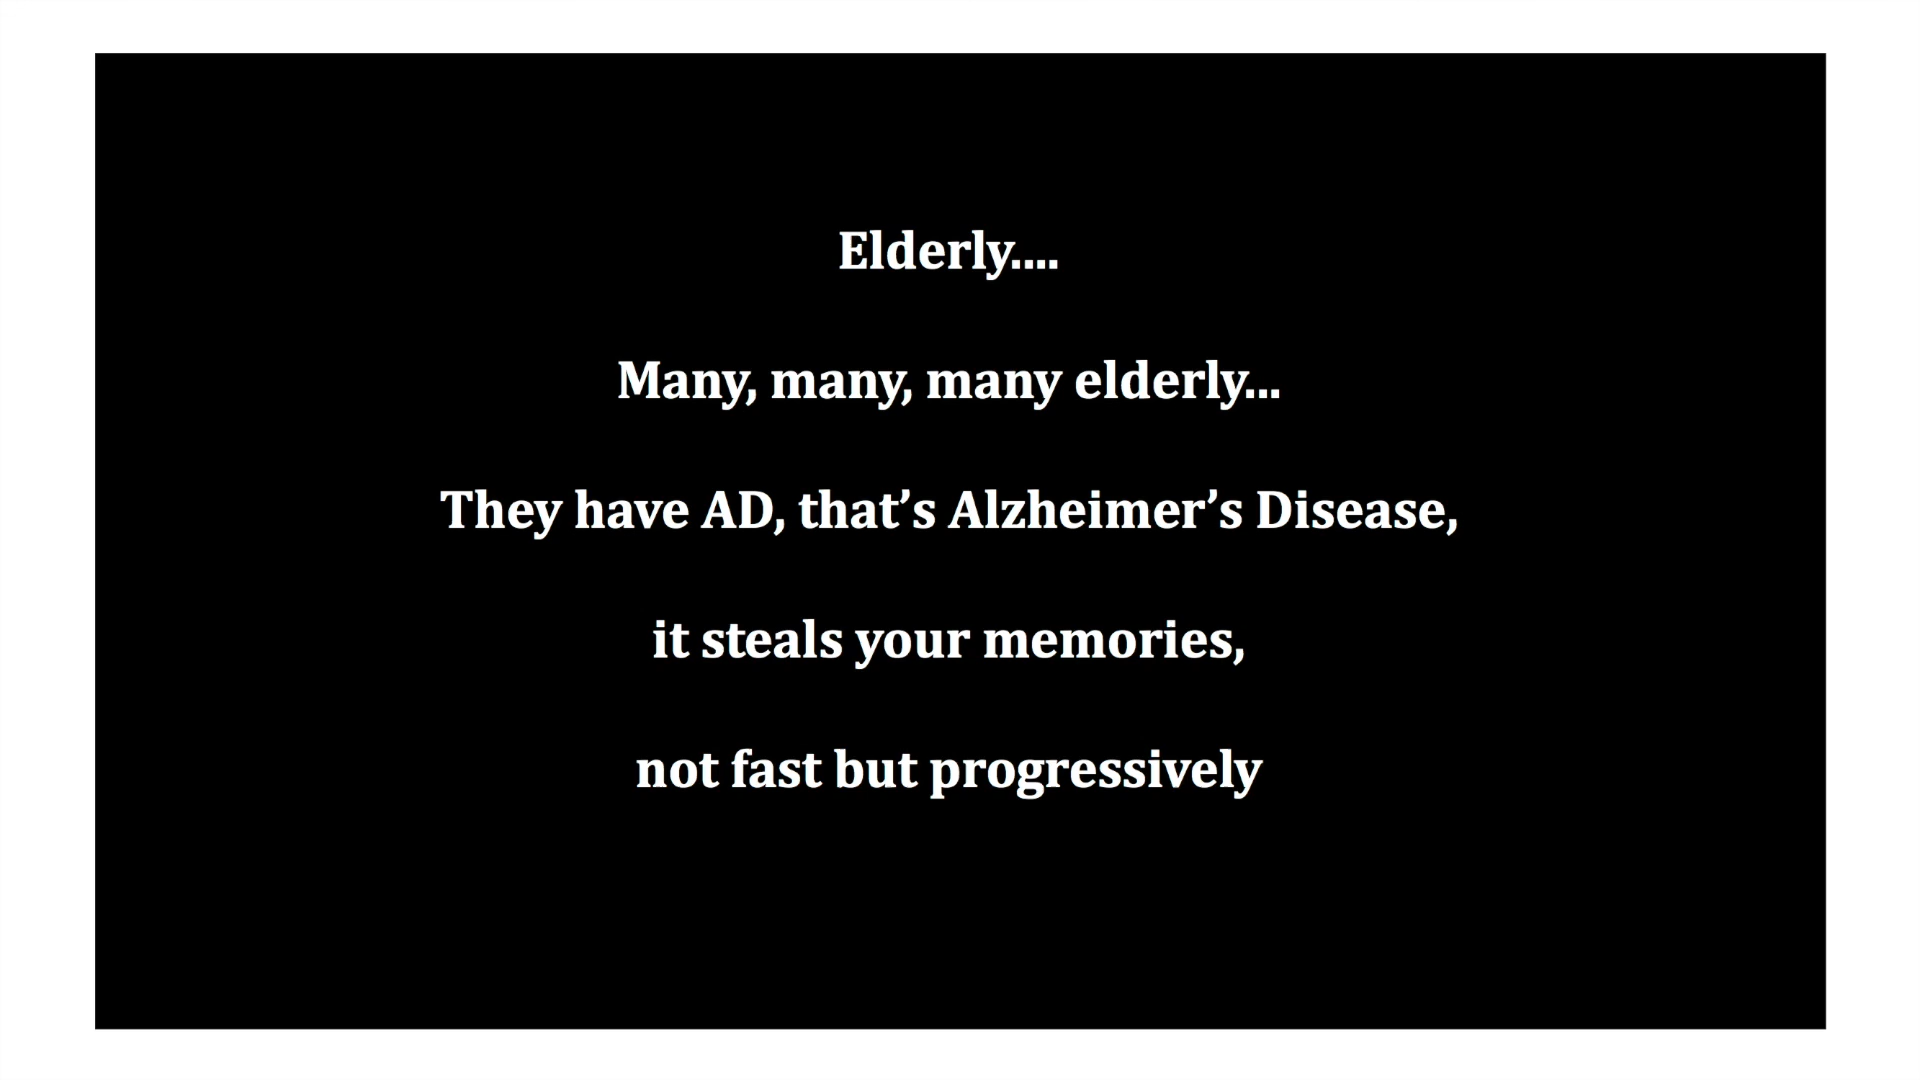 Elderly....
Many, many, many elderly...
They have AD, that’s Alzheimer’s Disease,
it steals your memories,
not fast but progressively